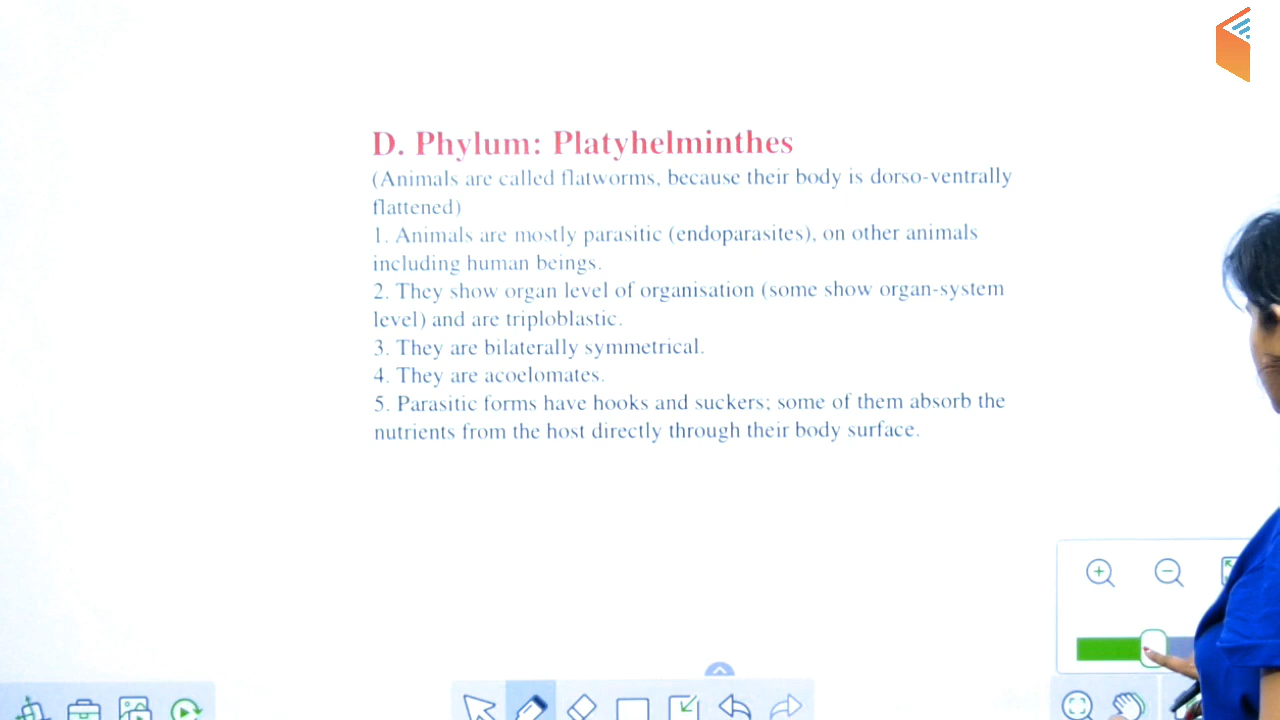 D. Phylum: Platyhelminthes
(Animals are called flatworms, because their body is dorso-ventrally
flattened)
1. Animals are mostly parasitic (endoparasites), on other animals
including human beings.
2. They show organ level of organisation (some show organ-system
level) and are triploblastic.
3. They are bilaterally symmetrical.
4. They are acoelomates.
5. Parasitic forms have hooks and suckers; some of them absorb the
nutrients from the host directly through their body surface.